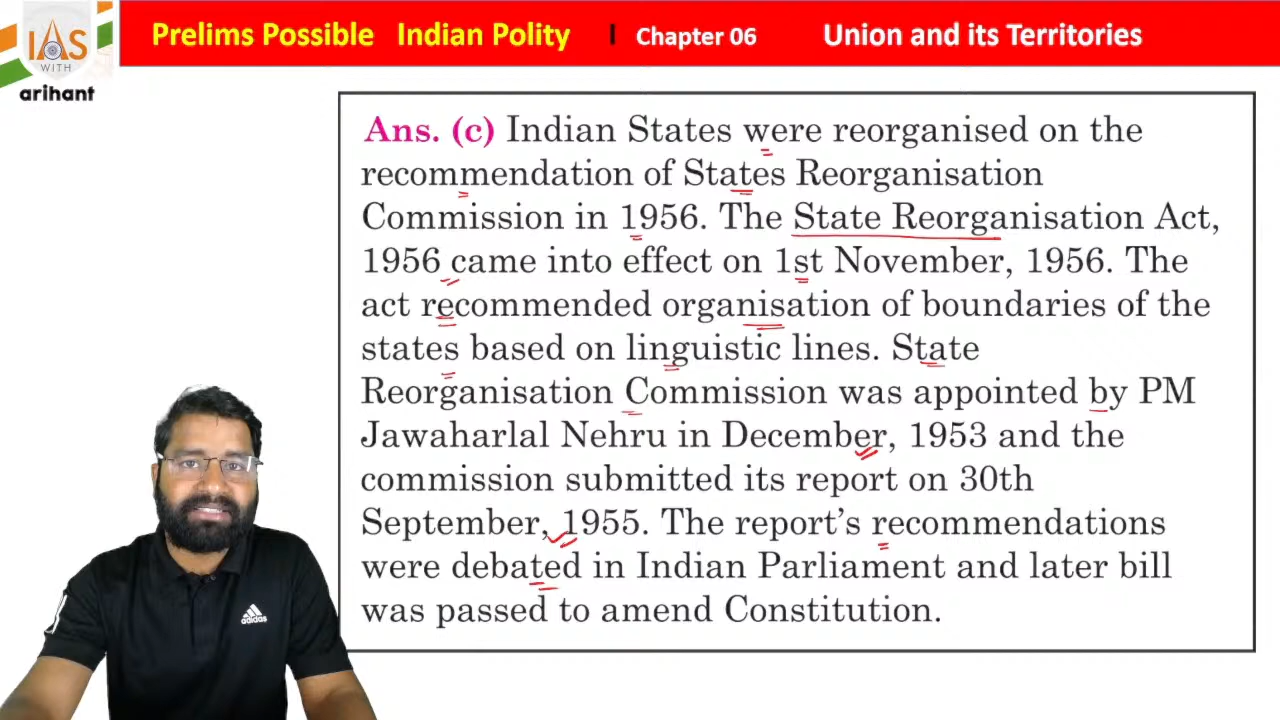 IAS
WITH
arihant
Prelims Possible Indian Polity | Chapter 06 Union and its Territories
Ans. (c) Indian States were reorganised on the
recommendation of States Reorganisation
Commission in 1956. The State Reorganisation Act,
1956 came into effect on 1st November, 1956. The
act recommended organisation of boundaries of the
states based on linguistic lines. State
Reorganisation Commission was appointed by PM
Jawaharlal Nehru in December, 1953 and the
commission submitted its report on 30th
September, 1955. The report's recommendations
were debated in Indian Parliament and later bill
was passed to amend Constitution.
adidas